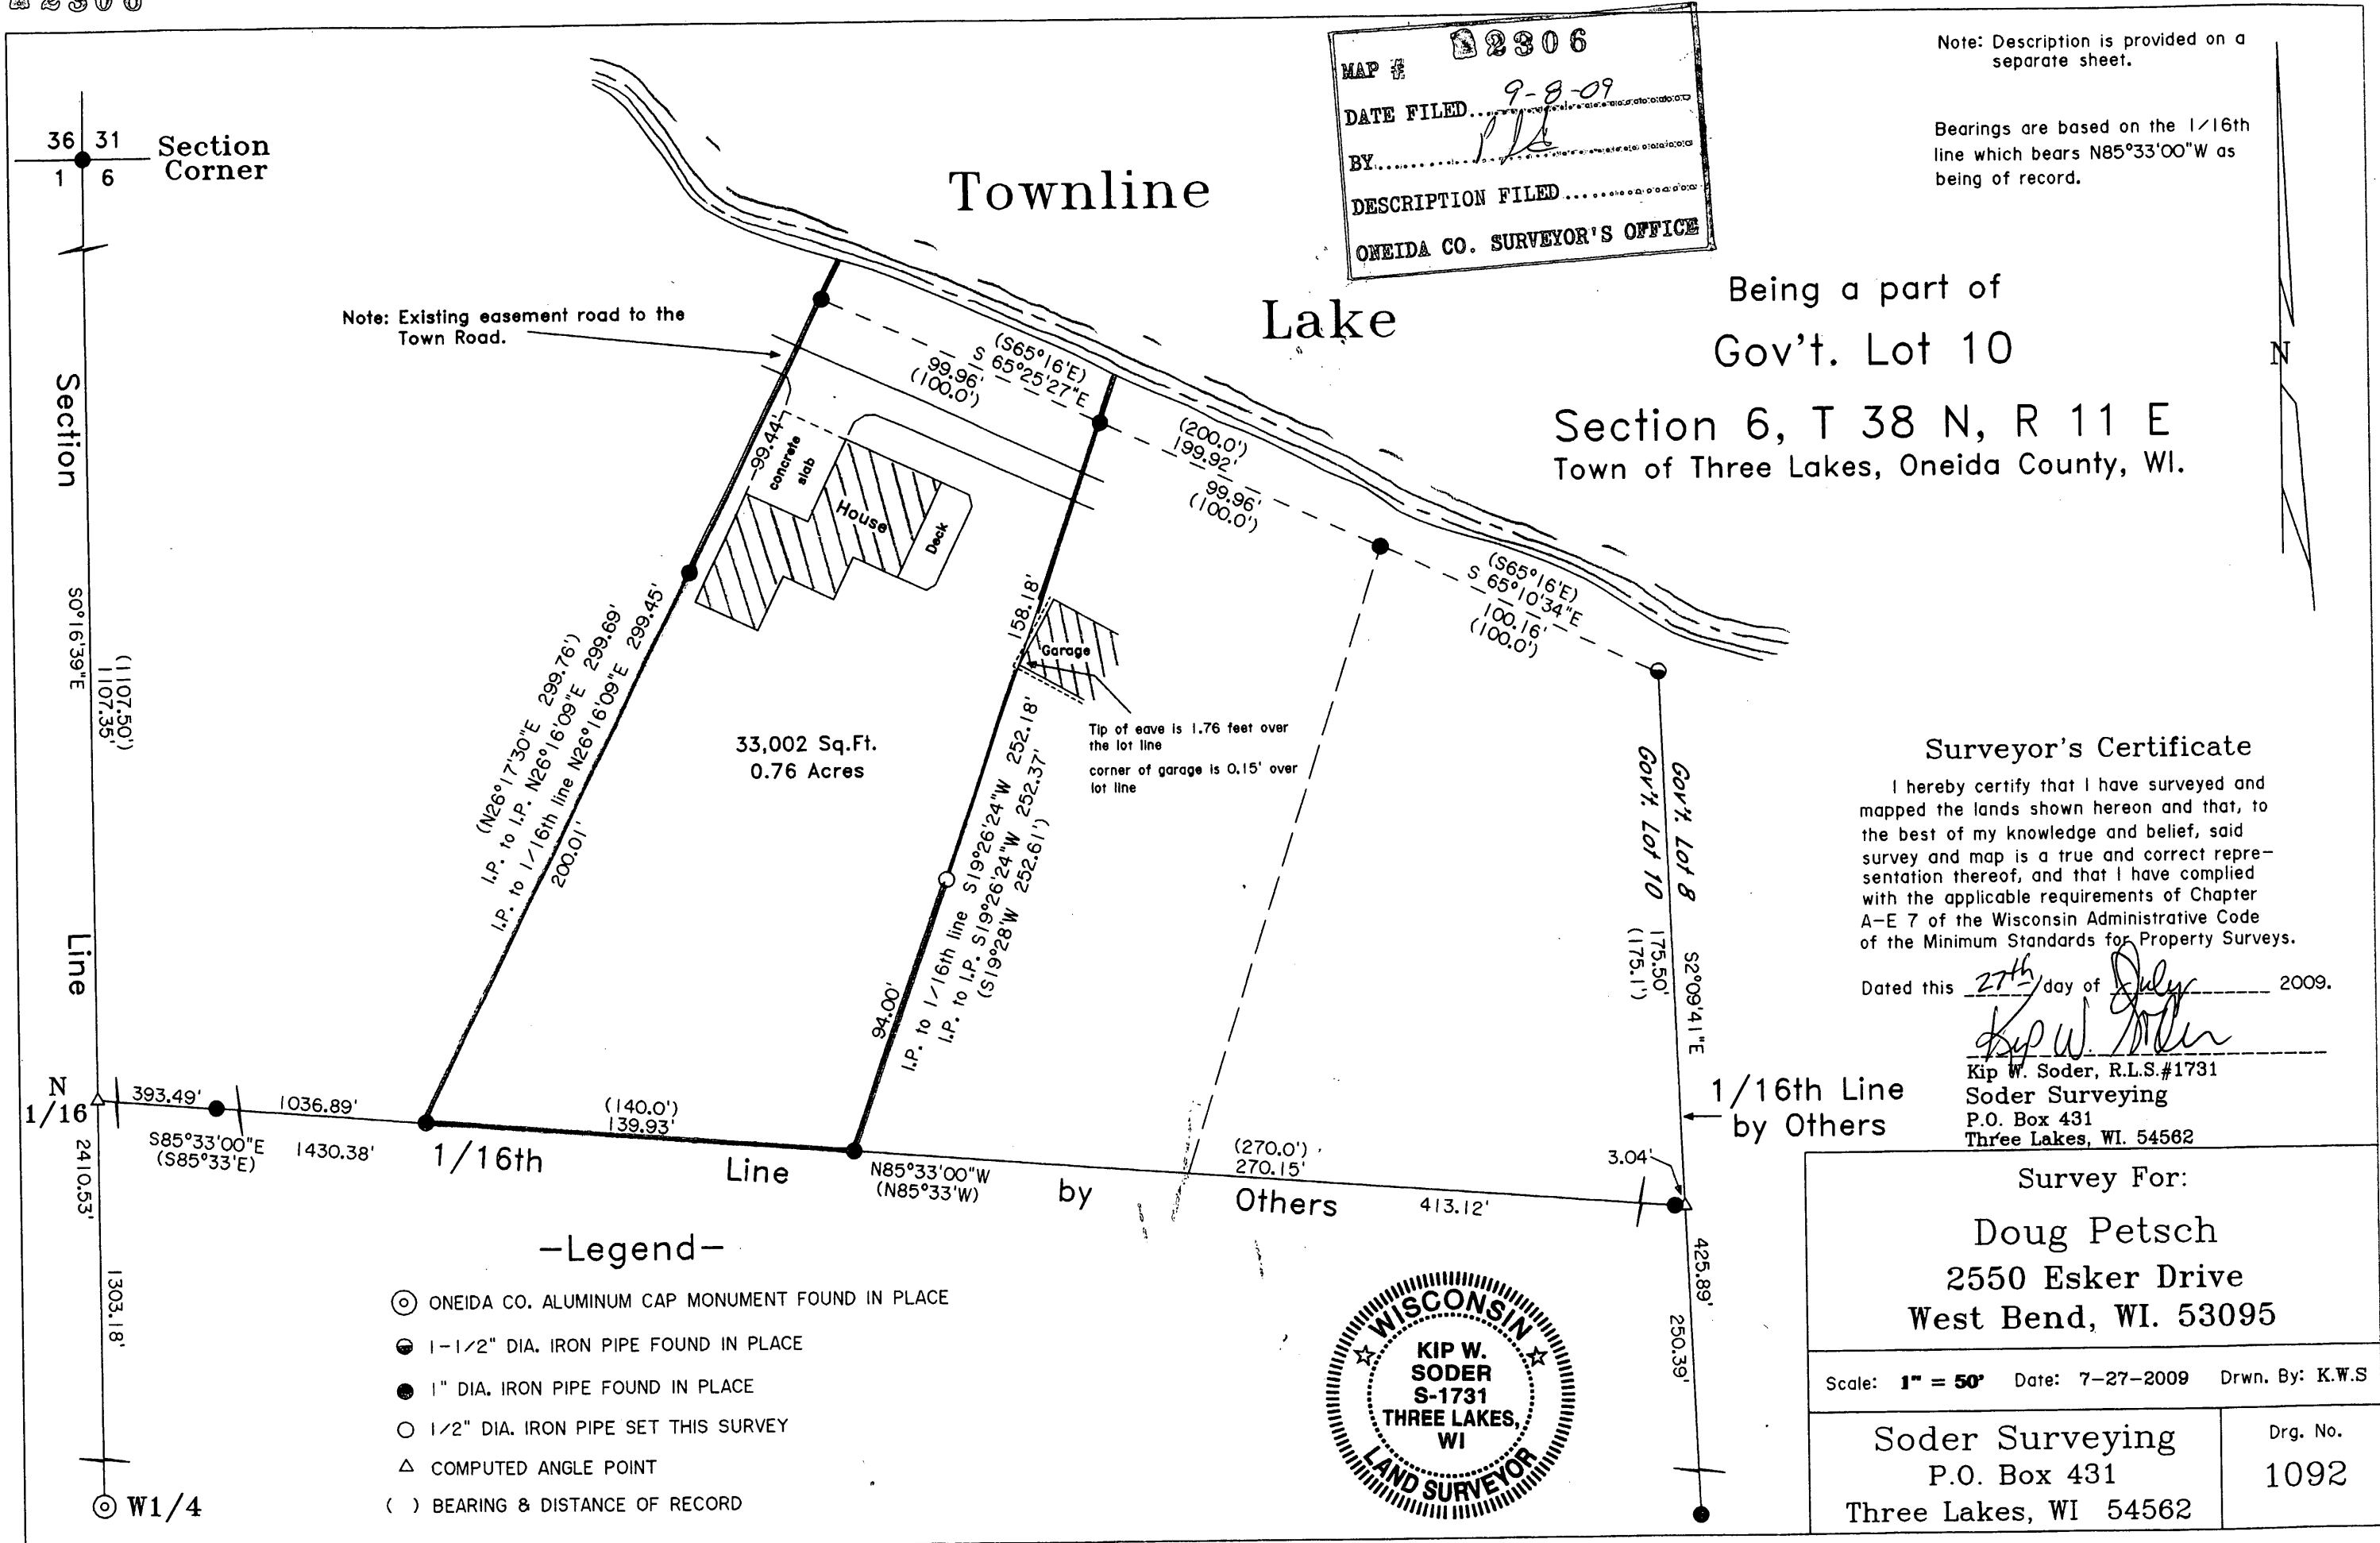 2306
MAP # 2306
DATE FILED 9-8-09
BY
DESCRIPTION FILED
ONEIDA CO. SURVEYOR'S OFFICE
Note: Description is provided on a
separate sheet.
Bearings are based on the 1/16th
line which bears N85°33'00"W as
being of record.
N
36 31
1 6
Section
Corner
Townline
Lake
Being a part of
Gov't. Lot 10
Section 6, T 38 N, R 11 E
Town of Three Lakes, Oneida County, WI.
Note: Existing easement road to the
Town Road.
(S65°16'E)
S 65°25'27"E
99.96'
(100.0')
(200.0')
199.92'
99.96'
(100.0')
(S65°16'E)
S 65°10'34"E
100.16'
(100.0')
99.44'
concrete
slab
House
Deck
158.18'
Garage
Tip of eave is 1.76 feet over
the lot line
corner of garage is 0.15' over
lot line
33,002 Sq.Ft.
0.76 Acres
(N26°17'30"E 299.76')
I.P. to I.P. N26°16'09"E 299.69'
I.P. to 1/16th line N26°16'09"E 299.45'
200.01'
I.P. to 1/16th line S19°26'24"W 252.18'
I.P. to I.P. S19°26'24"W 252.37'
(S19°28'W 252.61')
94.00'
Section
Line
S0°16'39"E
(1107.50')
1107.35'
Gov't. Lot 8
Gov't. Lot 10
S2°09'41"E
175.50'
(175.1')
Surveyor's Certificate
I hereby certify that I have surveyed and
mapped the lands shown hereon and that, to
the best of my knowledge and belief, said
survey and map is a true and correct repre-
sentation thereof, and that I have complied
with the applicable requirements of Chapter
A-E 7 of the Wisconsin Administrative Code
of the Minimum Standards for Property Surveys.
Dated this 27th day of July 2009.
Kip W. Soder
Kip W. Soder, R.L.S.#1731
Soder Surveying
P.O. Box 431
Three Lakes, WI. 54562
N
1/16
393.49'
1036.89'
S85°33'00"E
(S85°33'E)
1430.38'
(140.0')
139.93'
1/16th Line by Others
N85°33'00"W
(N85°33'W)
(270.0')
270.15'
413.12'
3.04'
1/16th Line
by Others
2410.53'
1303.18'
425.89'
250.39'
W1/4
-Legend-
ONEIDA CO. ALUMINUM CAP MONUMENT FOUND IN PLACE
1-1/2" DIA. IRON PIPE FOUND IN PLACE
1" DIA. IRON PIPE FOUND IN PLACE
1/2" DIA. IRON PIPE SET THIS SURVEY
COMPUTED ANGLE POINT
( ) BEARING & DISTANCE OF RECORD
WISCONSIN
KIP W.
SODER
S-1731
THREE LAKES,
WI
LAND SURVEYOR
Survey For:
Doug Petsch
2550 Esker Drive
West Bend, WI. 53095
Scale: 1" = 50' Date: 7-27-2009 Drwn. By: K.W.S
Soder Surveying
P.O. Box 431
Three Lakes, WI 54562
Drg. No.
1092